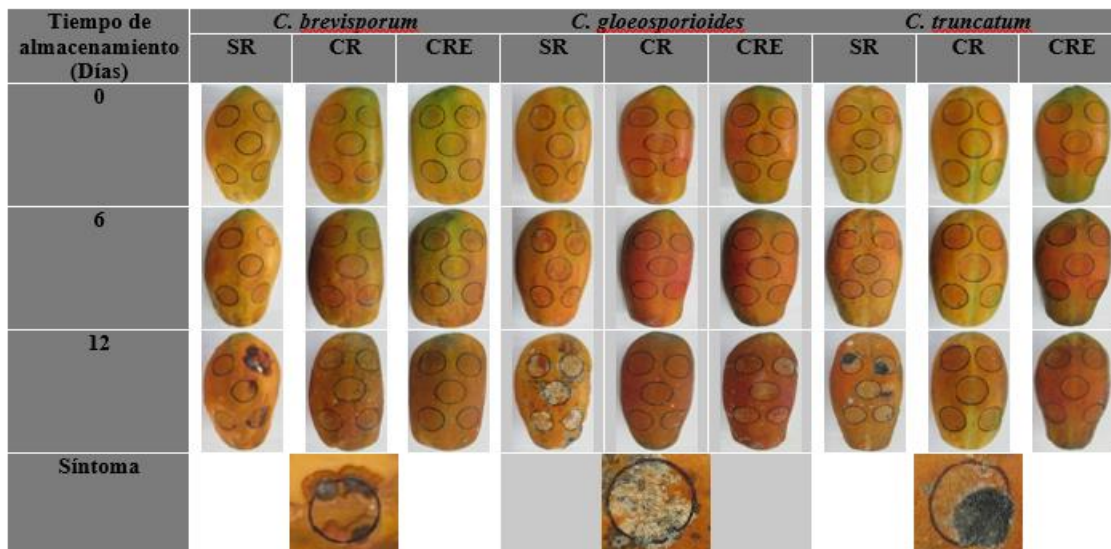 Tiempo de almacenamiento (Días) C. brevisporum C. gloeosporioides C. truncatum
SR CR CRE SR CR CRE SR CR CRE
0
6
12
Síntoma